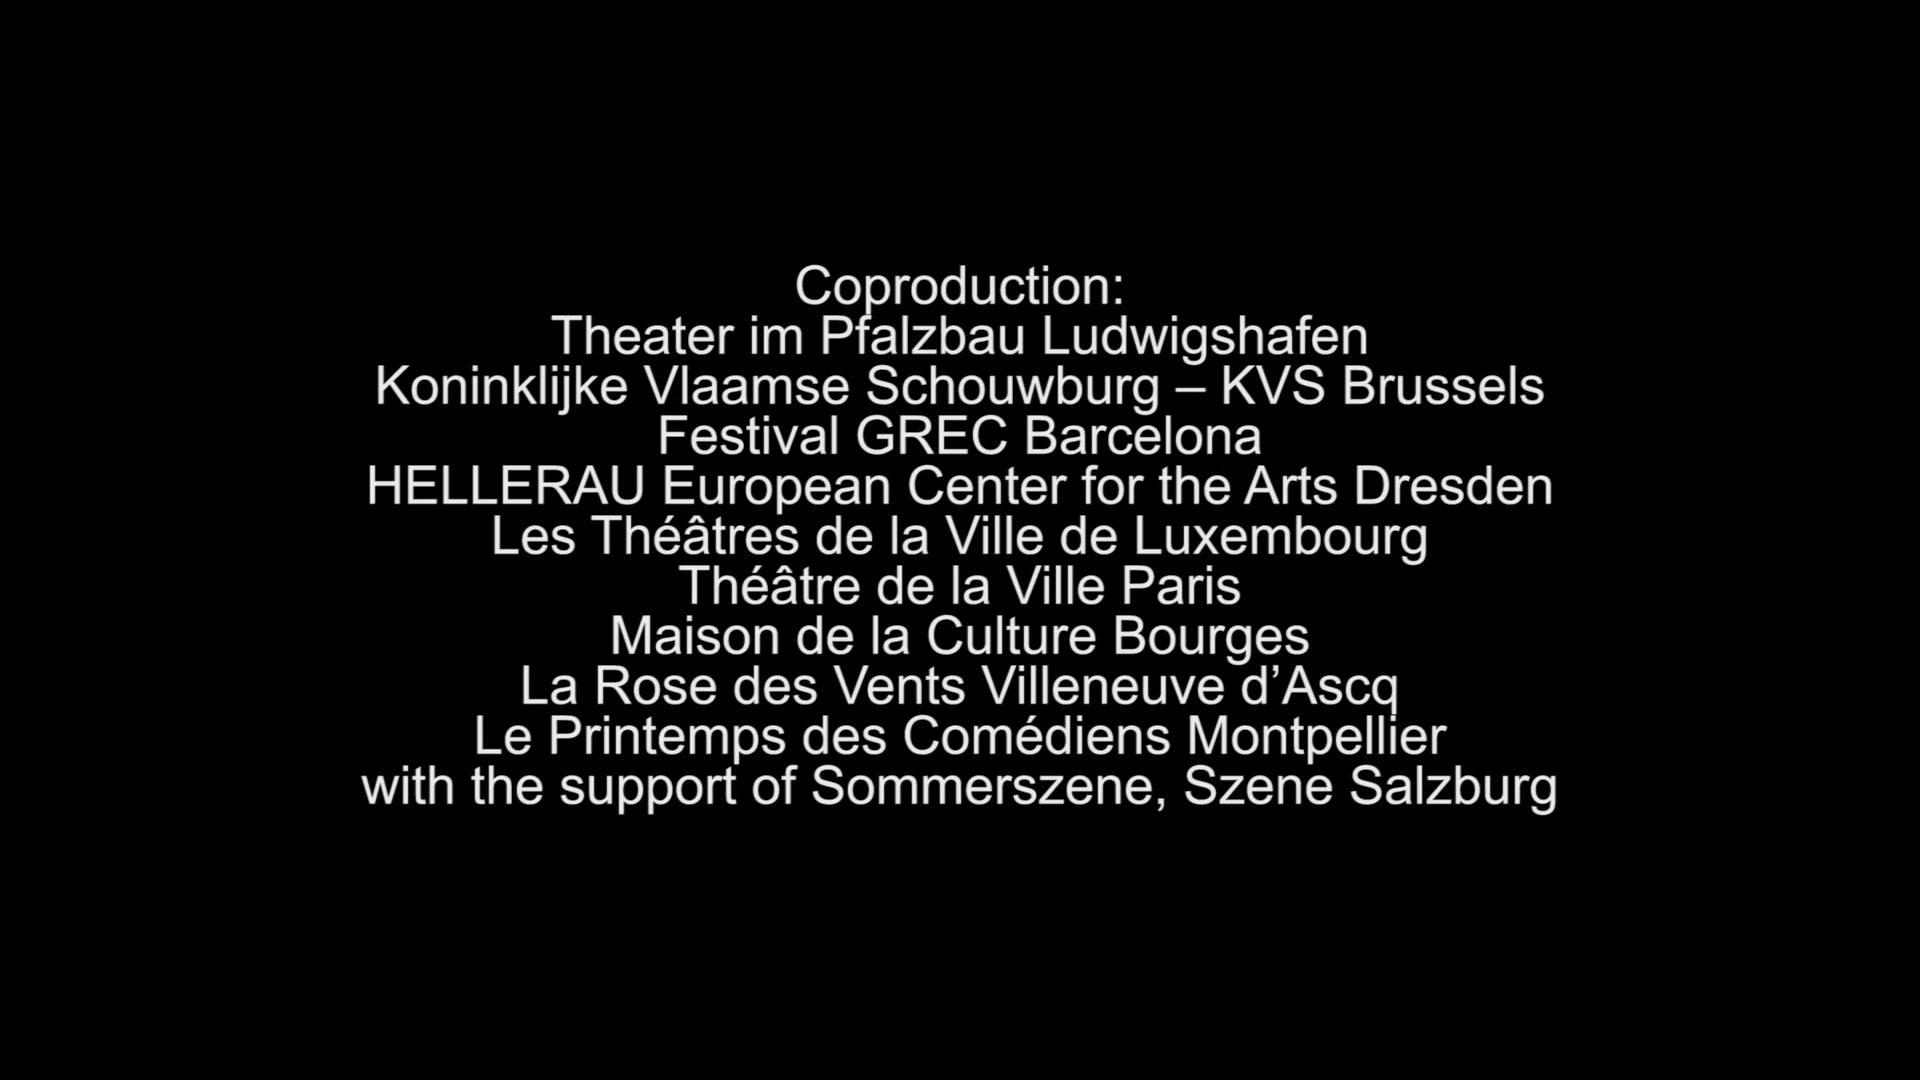 Coproduction:
Theater im Pfalzbau Ludwigshafen
Koninklijke Vlaamse Schouwburg – KVS Brussels
Festival GREC Barcelona
HELLERAU European Center for the Arts Dresden
Les Théâtres de la Ville de Luxembourg
Théâtre de la Ville Paris
Maison de la Culture Bourges
La Rose des Vents Villeneuve d’Ascq
Le Printemps des Comédiens Montpellier
with the support of Sommerszene, Szene Salzburg